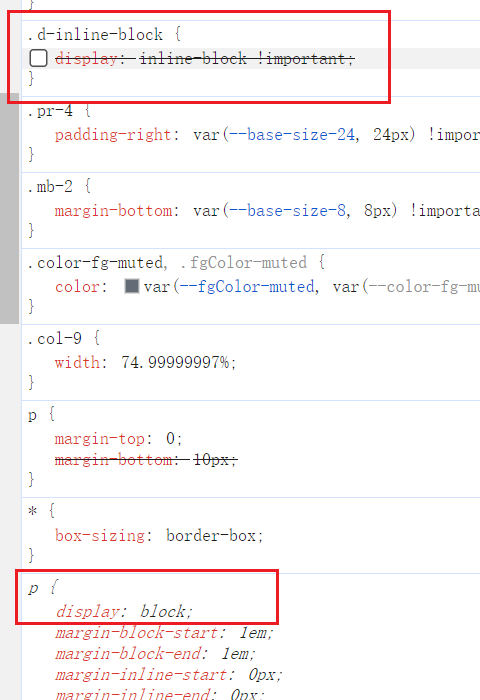 }
.d-inline-block {
display: inline-block !important;
}
.pr-4 {
padding-right: var(--base-size-24, 24px) !impor
}
.mb-2 {
margin-bottom: var(--base-size-8, 8px) !importa
}
.color-fg-muted, .fgColor-muted {
color: var(--fgColor-muted, var(--color-fg-mu
}
.col-9 {
width: 74.99999997%;
}
p {
margin-top: 0;
margin-bottom: 10px;
}
* {
box-sizing: border-box;
}
p {
display: block;
margin-block-start: 1em;
margin-block-end: 1em;
margin-inline-start: 0px;
margin-inline-end: 0px;